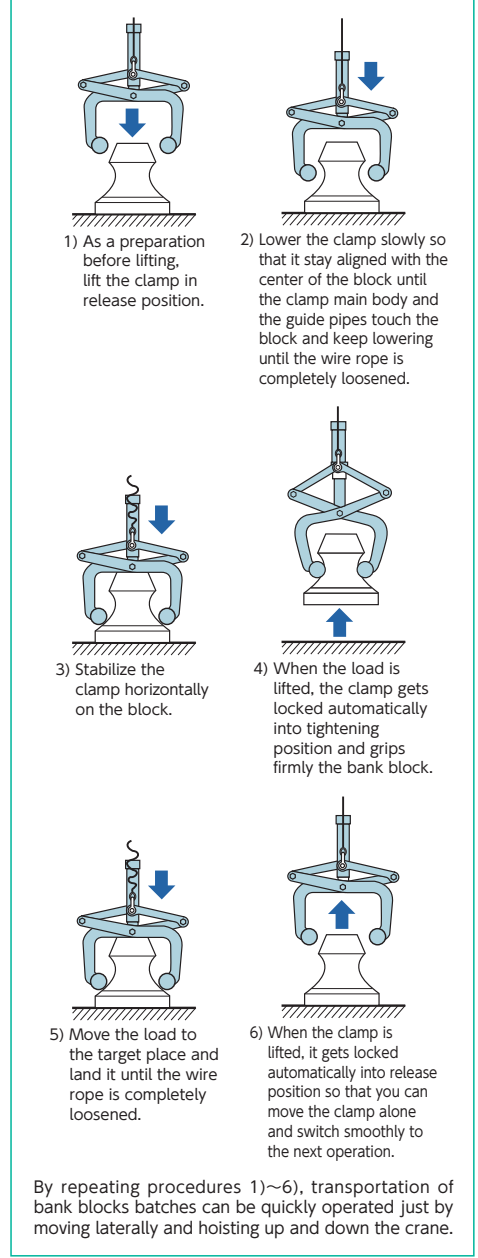 1) As a preparation
before lifting,
lift the clamp in
release position.
2) Lower the clamp slowly so
that it stay aligned with the
center of the block until
the clamp main body and
the guide pipes touch the
block and keep lowering
until the wire rope is
completely loosened.
3) Stabilize the
clamp horizontally
on the block.
4) When the load is
lifted, the clamp gets
locked automatically
into tightening
position and grips
firmly the bank block.
5) Move the load to
the target place and
land it until the wire
rope is completely
loosened.
6) When the clamp is
lifted, it gets locked
automatically into release
position so that you can
move the clamp alone
and switch smoothly to
the next operation.
By repeating procedures 1)~6), transportation of
bank blocks batches can be quickly operated just by
moving laterally and hoisting up and down the crane.